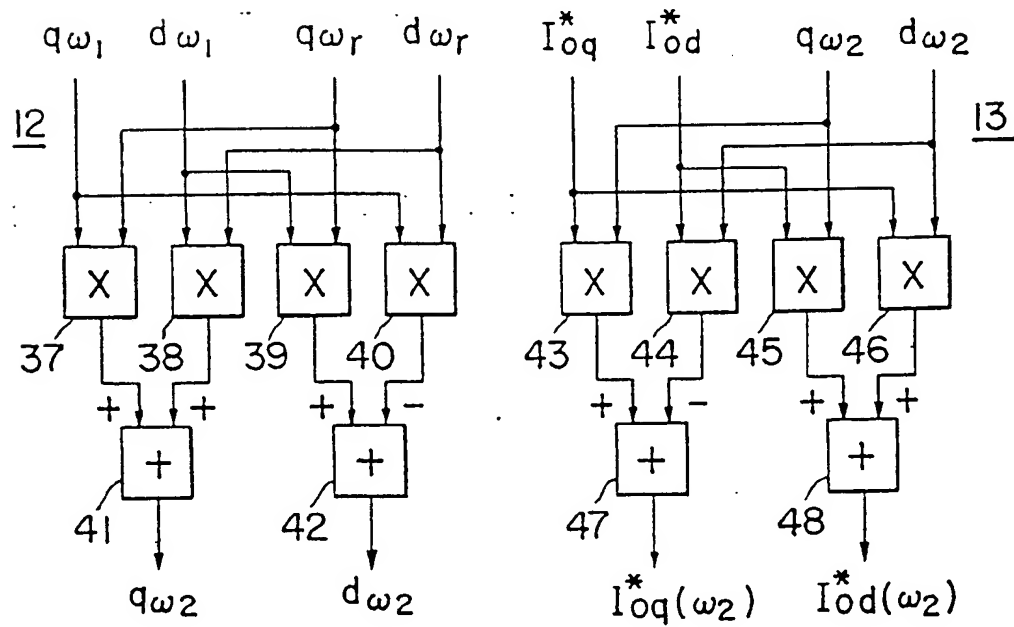 qω₁ dω₁ qωr dωr I*oq I*od qω₂ dω₂
12 13
X X X X X X X X
37 38 39 40 43 44 45 46
+ + + − + − + +
+ + + +
41 42 47 48
qω₂ dω₂ I*oq(ω₂) I*od(ω₂)